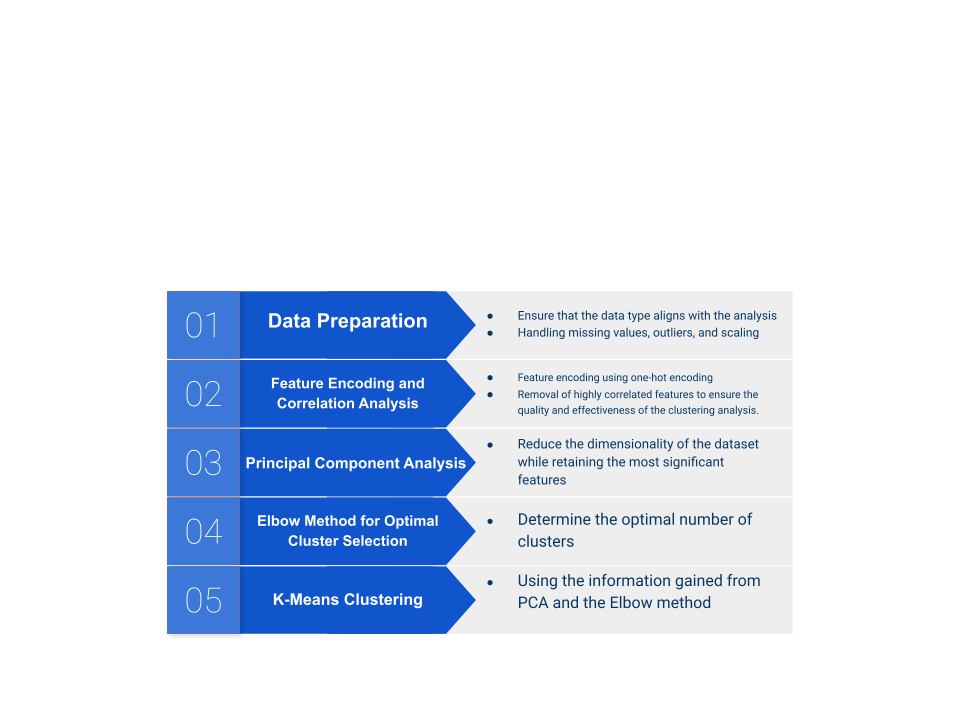 01
Data Preparation
● Ensure that the data type aligns with the analysis
● Handling missing values, outliers, and scaling
02
Feature Encoding and
Correlation Analysis
● Feature encoding using one-hot encoding
● Removal of highly correlated features to ensure the
quality and effectiveness of the clustering analysis.
03
Principal Component Analysis
● Reduce the dimensionality of the dataset
while retaining the most significant
features
04
Elbow Method for Optimal
Cluster Selection
● Determine the optimal number of
clusters
05
K-Means Clustering
● Using the information gained from
PCA and the Elbow method